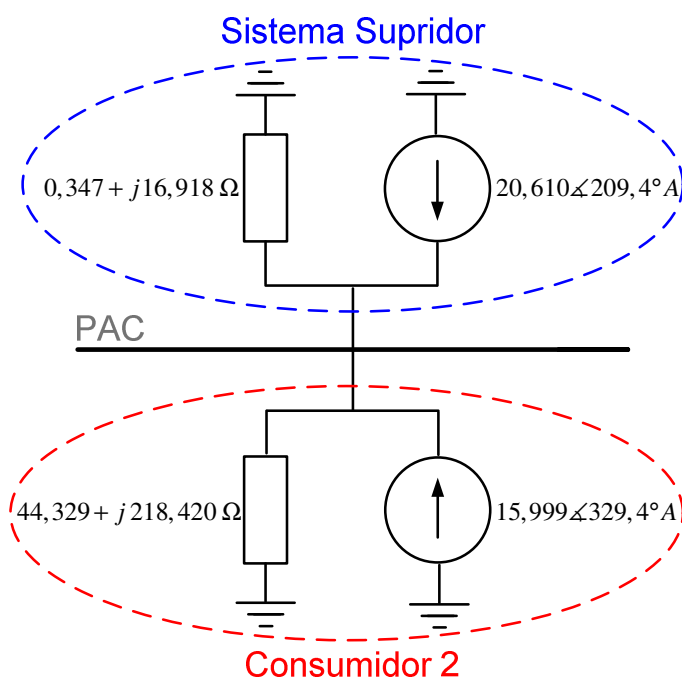 Sistema Supridor
0,347 + j16,918 Ω
20,610∡209,4° A
PAC
44,329 + j 218,420 Ω
15,999∡329,4° A
Consumidor 2